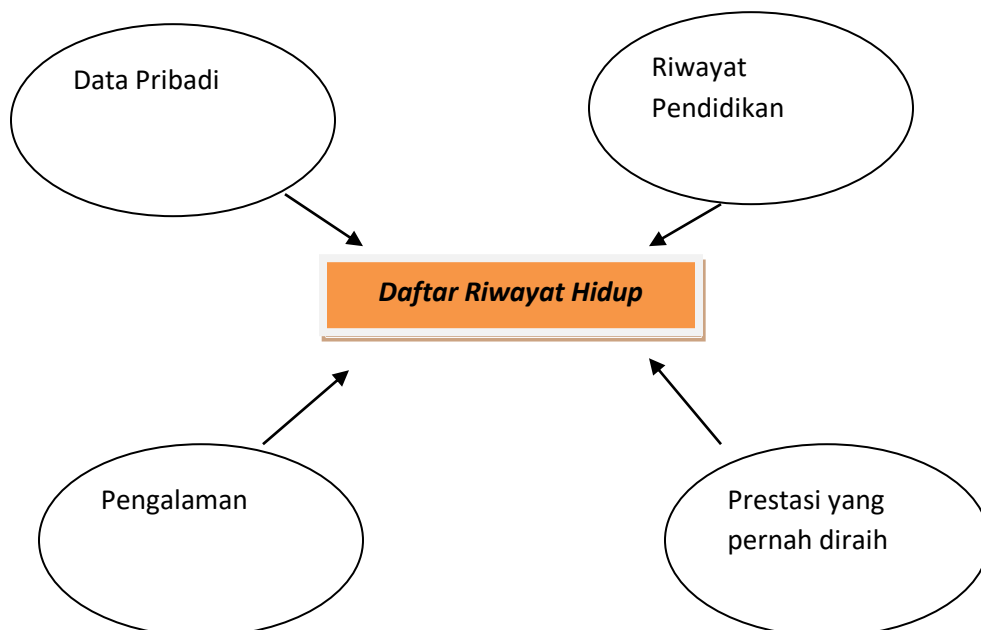 Data Pribadi
Riwayat
Pendidikan
Daftar Riwayat Hidup
Pengalaman
Prestasi yang
pernah diraih